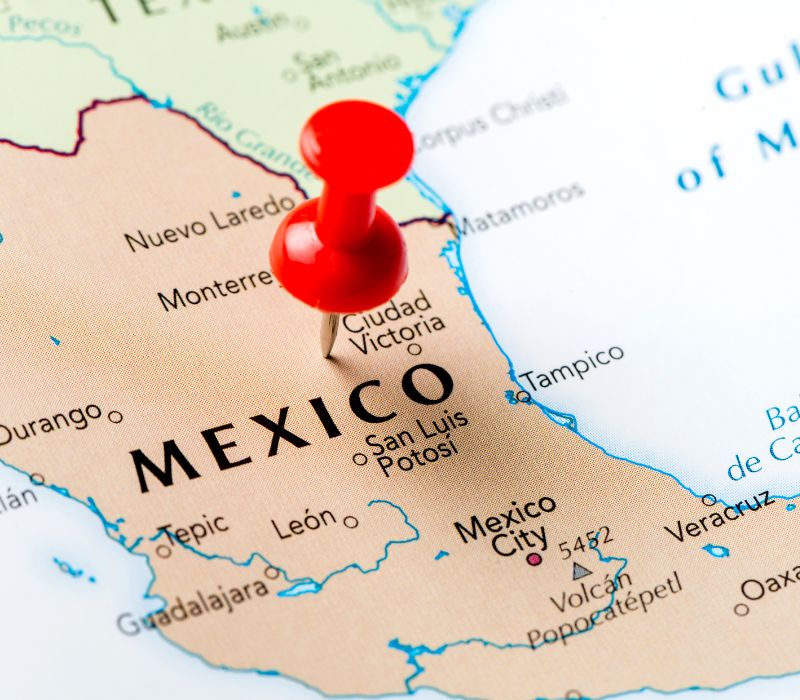 TEX
Pecos
Austin
San
Antonio
Rio Grande
Corpus Christi
Gul
of M
Nuevo Laredo
Matamoros
Monterre
Ciudad
Victoria
Tampico
MEXICO
Durango
San Luis
Potosí
Ba
de Ca
lán
Tepic
León
Mexico
City
5452
Veracruz
Guadalajara
Volcán
Popocatépetl
Oaxa